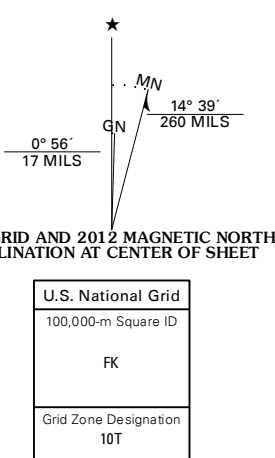 ★
MN
GN
14° 39´
260 MILS
0° 56´
17 MILS
RID AND 2012 MAGNETIC NORTH
LINATION AT CENTER OF SHEET
U.S. National Grid
100,000-m Square ID
FK
Grid Zone Designation
10T